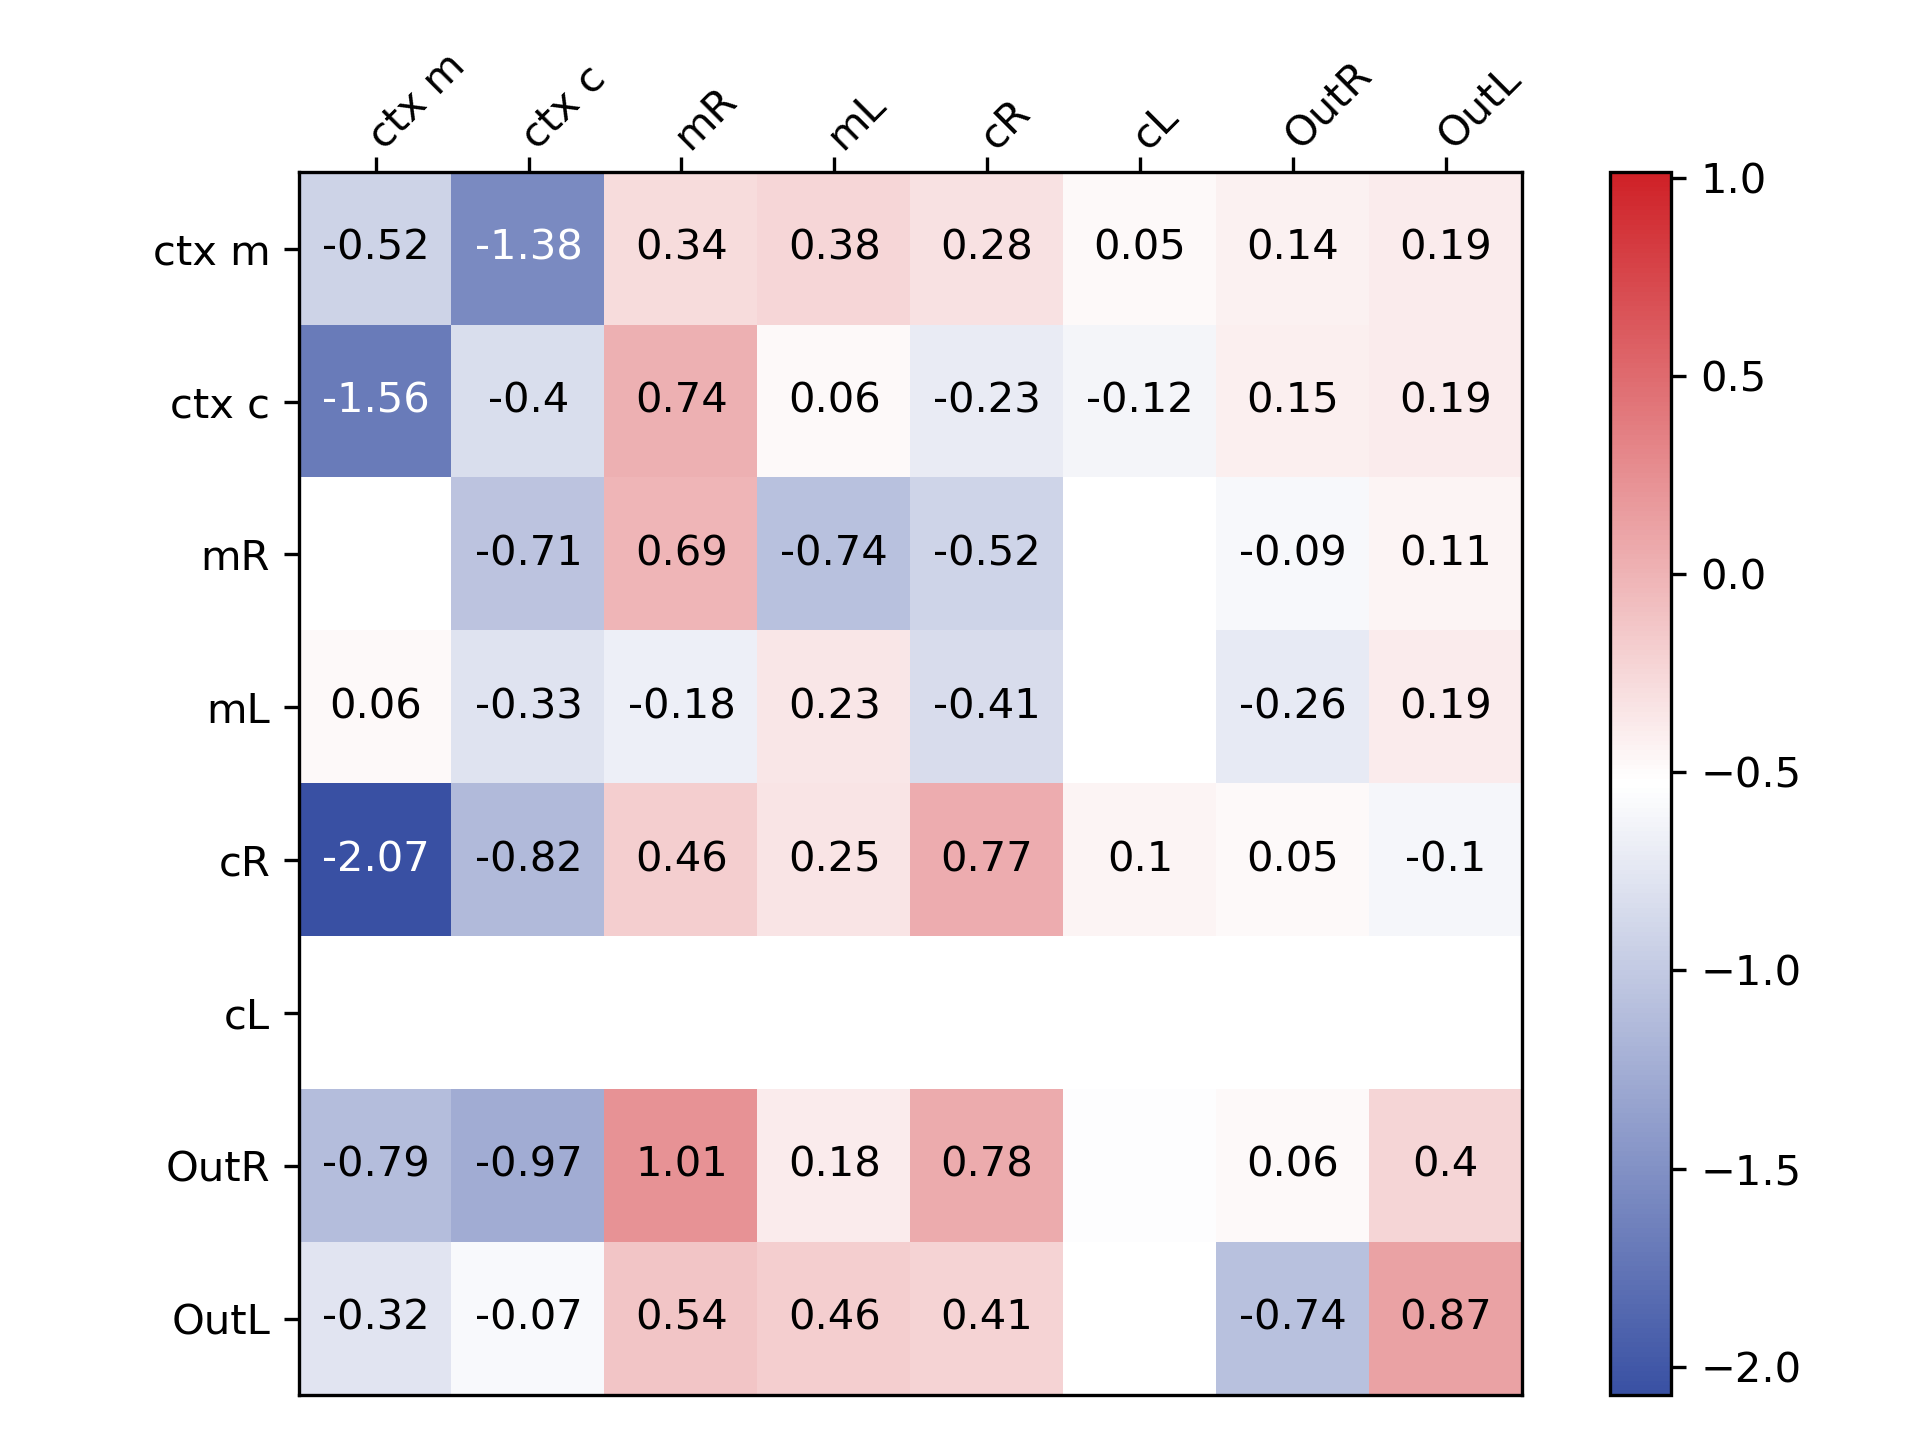 ctx m ctx c mR mL cR cL OutR OutL
ctx m -0.52 -1.38 0.34 0.38 0.28 0.05 0.14 0.19
ctx c -1.56 -0.4 0.74 0.06 -0.23 -0.12 0.15 0.19
mR -0.71 0.69 -0.74 -0.52 -0.09 0.11
mL 0.06 -0.33 -0.18 0.23 -0.41 -0.26 0.19
cR -2.07 -0.82 0.46 0.25 0.77 0.1 0.05 -0.1
cL
OutR -0.79 -0.97 1.01 0.18 0.78 0.06 0.4
OutL -0.32 -0.07 0.54 0.46 0.41 -0.74 0.87
1.0
0.5
0.0
−0.5
−1.0
−1.5
−2.0